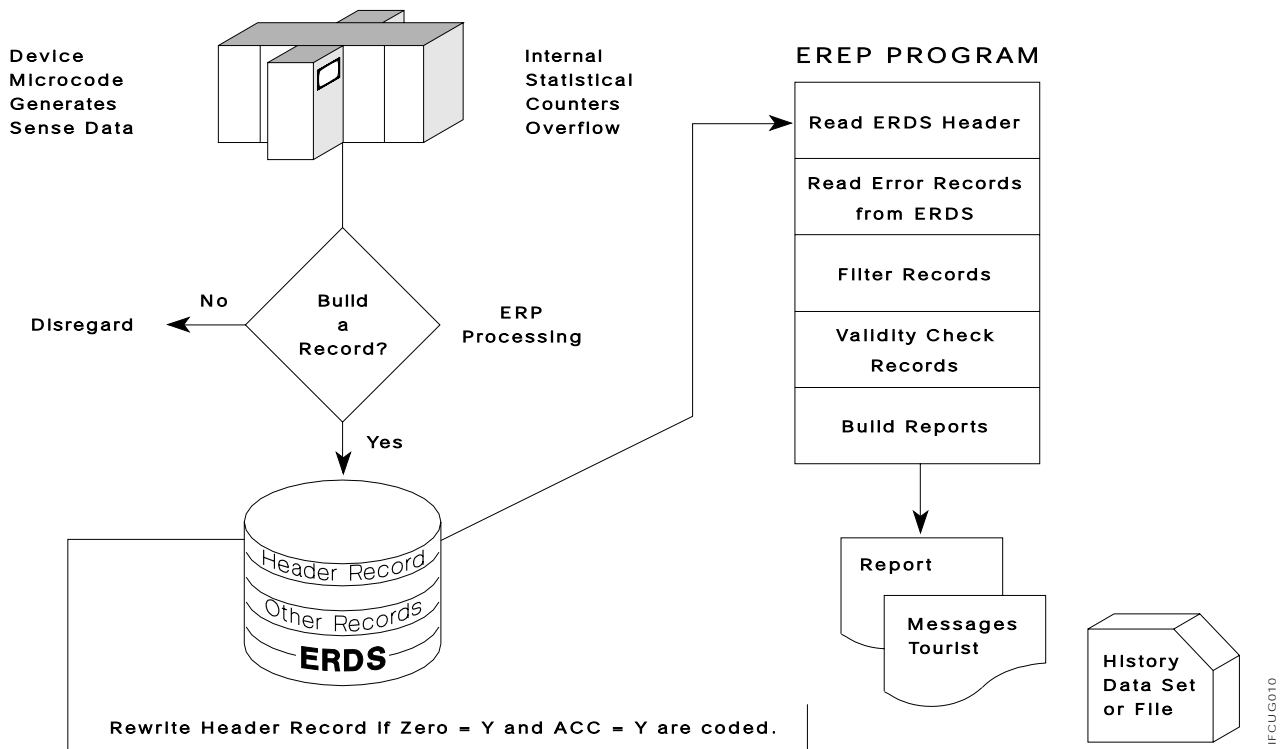 Device
Microcode
Generates
Sense Data
Internal
Statistical
Counters
Overflow
No
Disregard
Build
a
Record?
ERP
Processing
Yes
Header Record
Other Records
ERDS
Rewrite Header Record if Zero = Y and ACC = Y are coded.
EREP PROGRAM
Read ERDS Header
Read Error Records
from ERDS
Filter Records
Validity Check
Records
Build Reports
Report
Messages
Tourist
History
Data Set
or File
IFCUG010